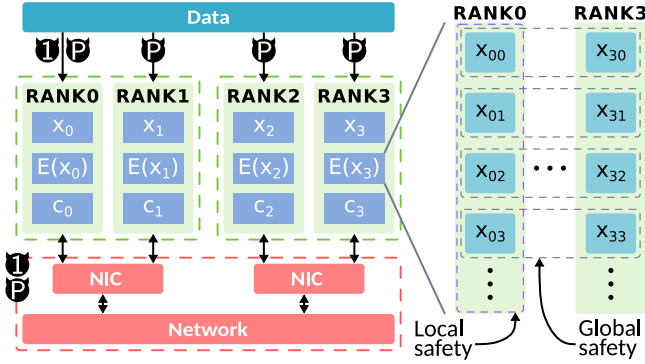 Data
1 P P P P
RANK0 RANK1 RANK2 RANK3
x₀ x₁ x₂ x₃
E(x₀) E(x₁) E(x₂) E(x₃)
c₀ c₁ c₂ c₃
1
P
NIC NIC
Network
RANK0 RANK3
x₀₀ x₃₀
x₀₁ x₃₁
x₀₂ ••• x₃₂
x₀₃ x₃₃
Local
safety
Global
safety